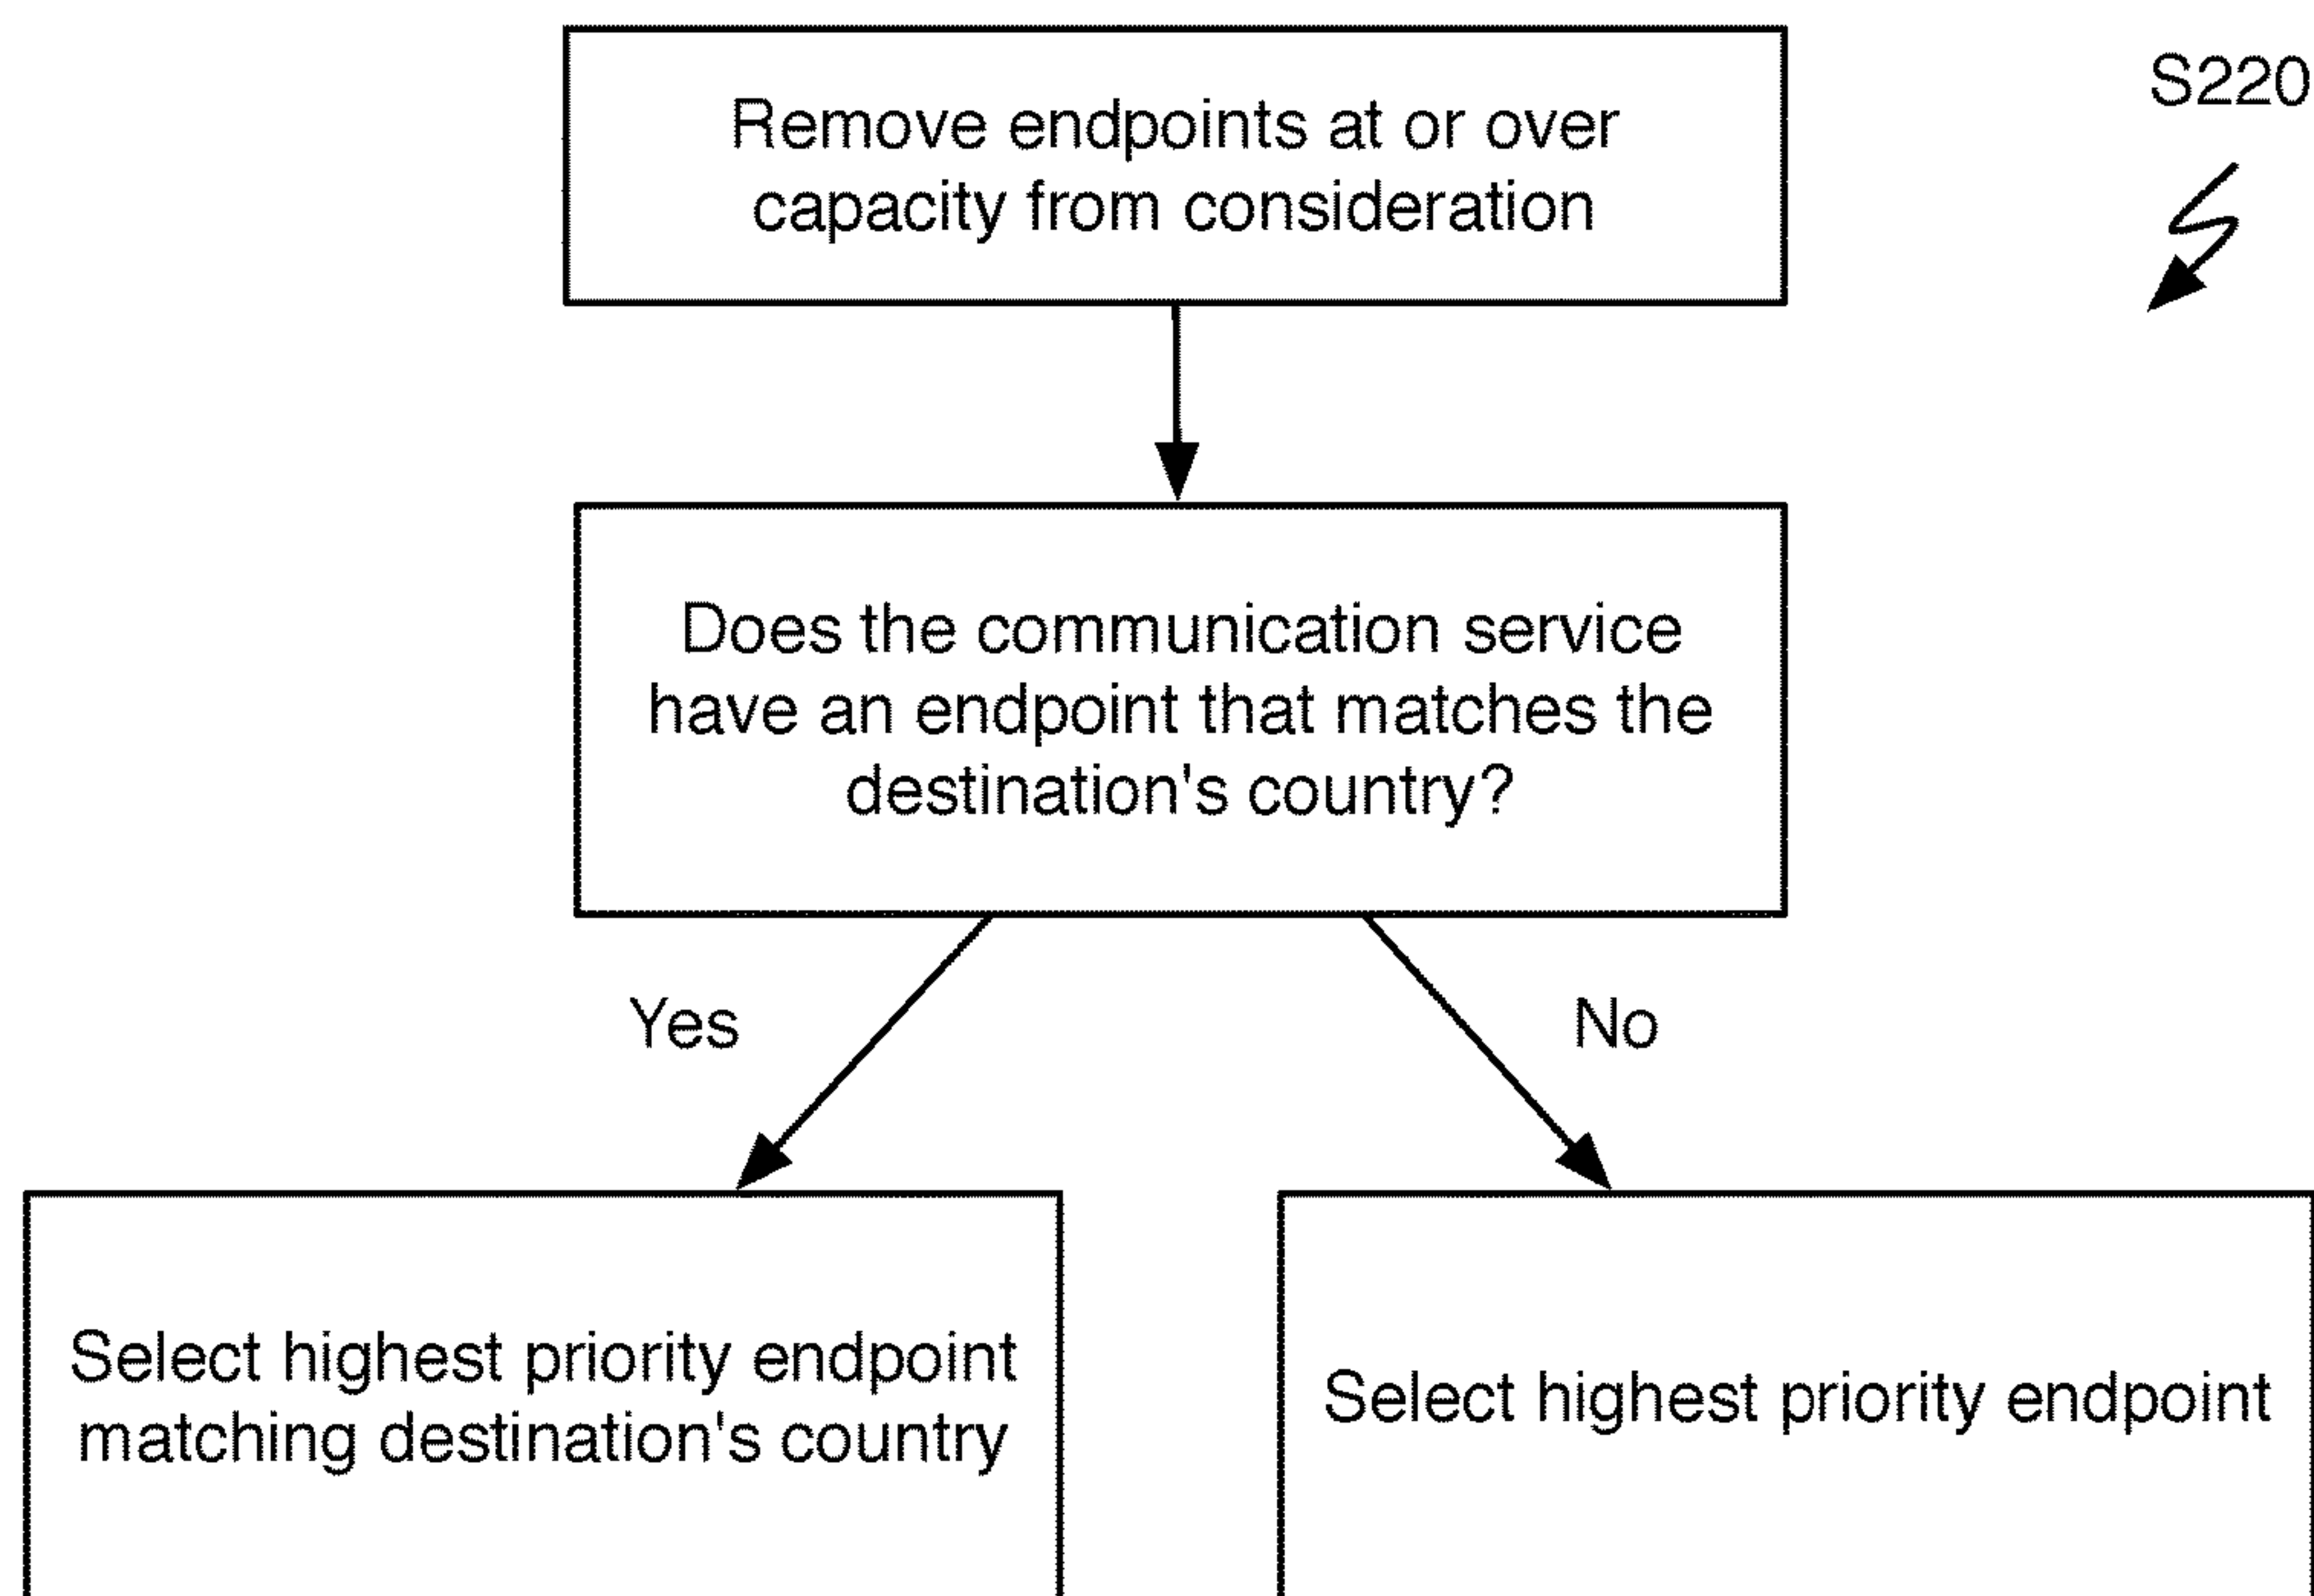 Remove endpoints at or over
capacity from consideration
S220
Does the communication service
have an endpoint that matches the
destination's country?
Yes
No
Select highest priority endpoint
matching destination's country
Select highest priority endpoint